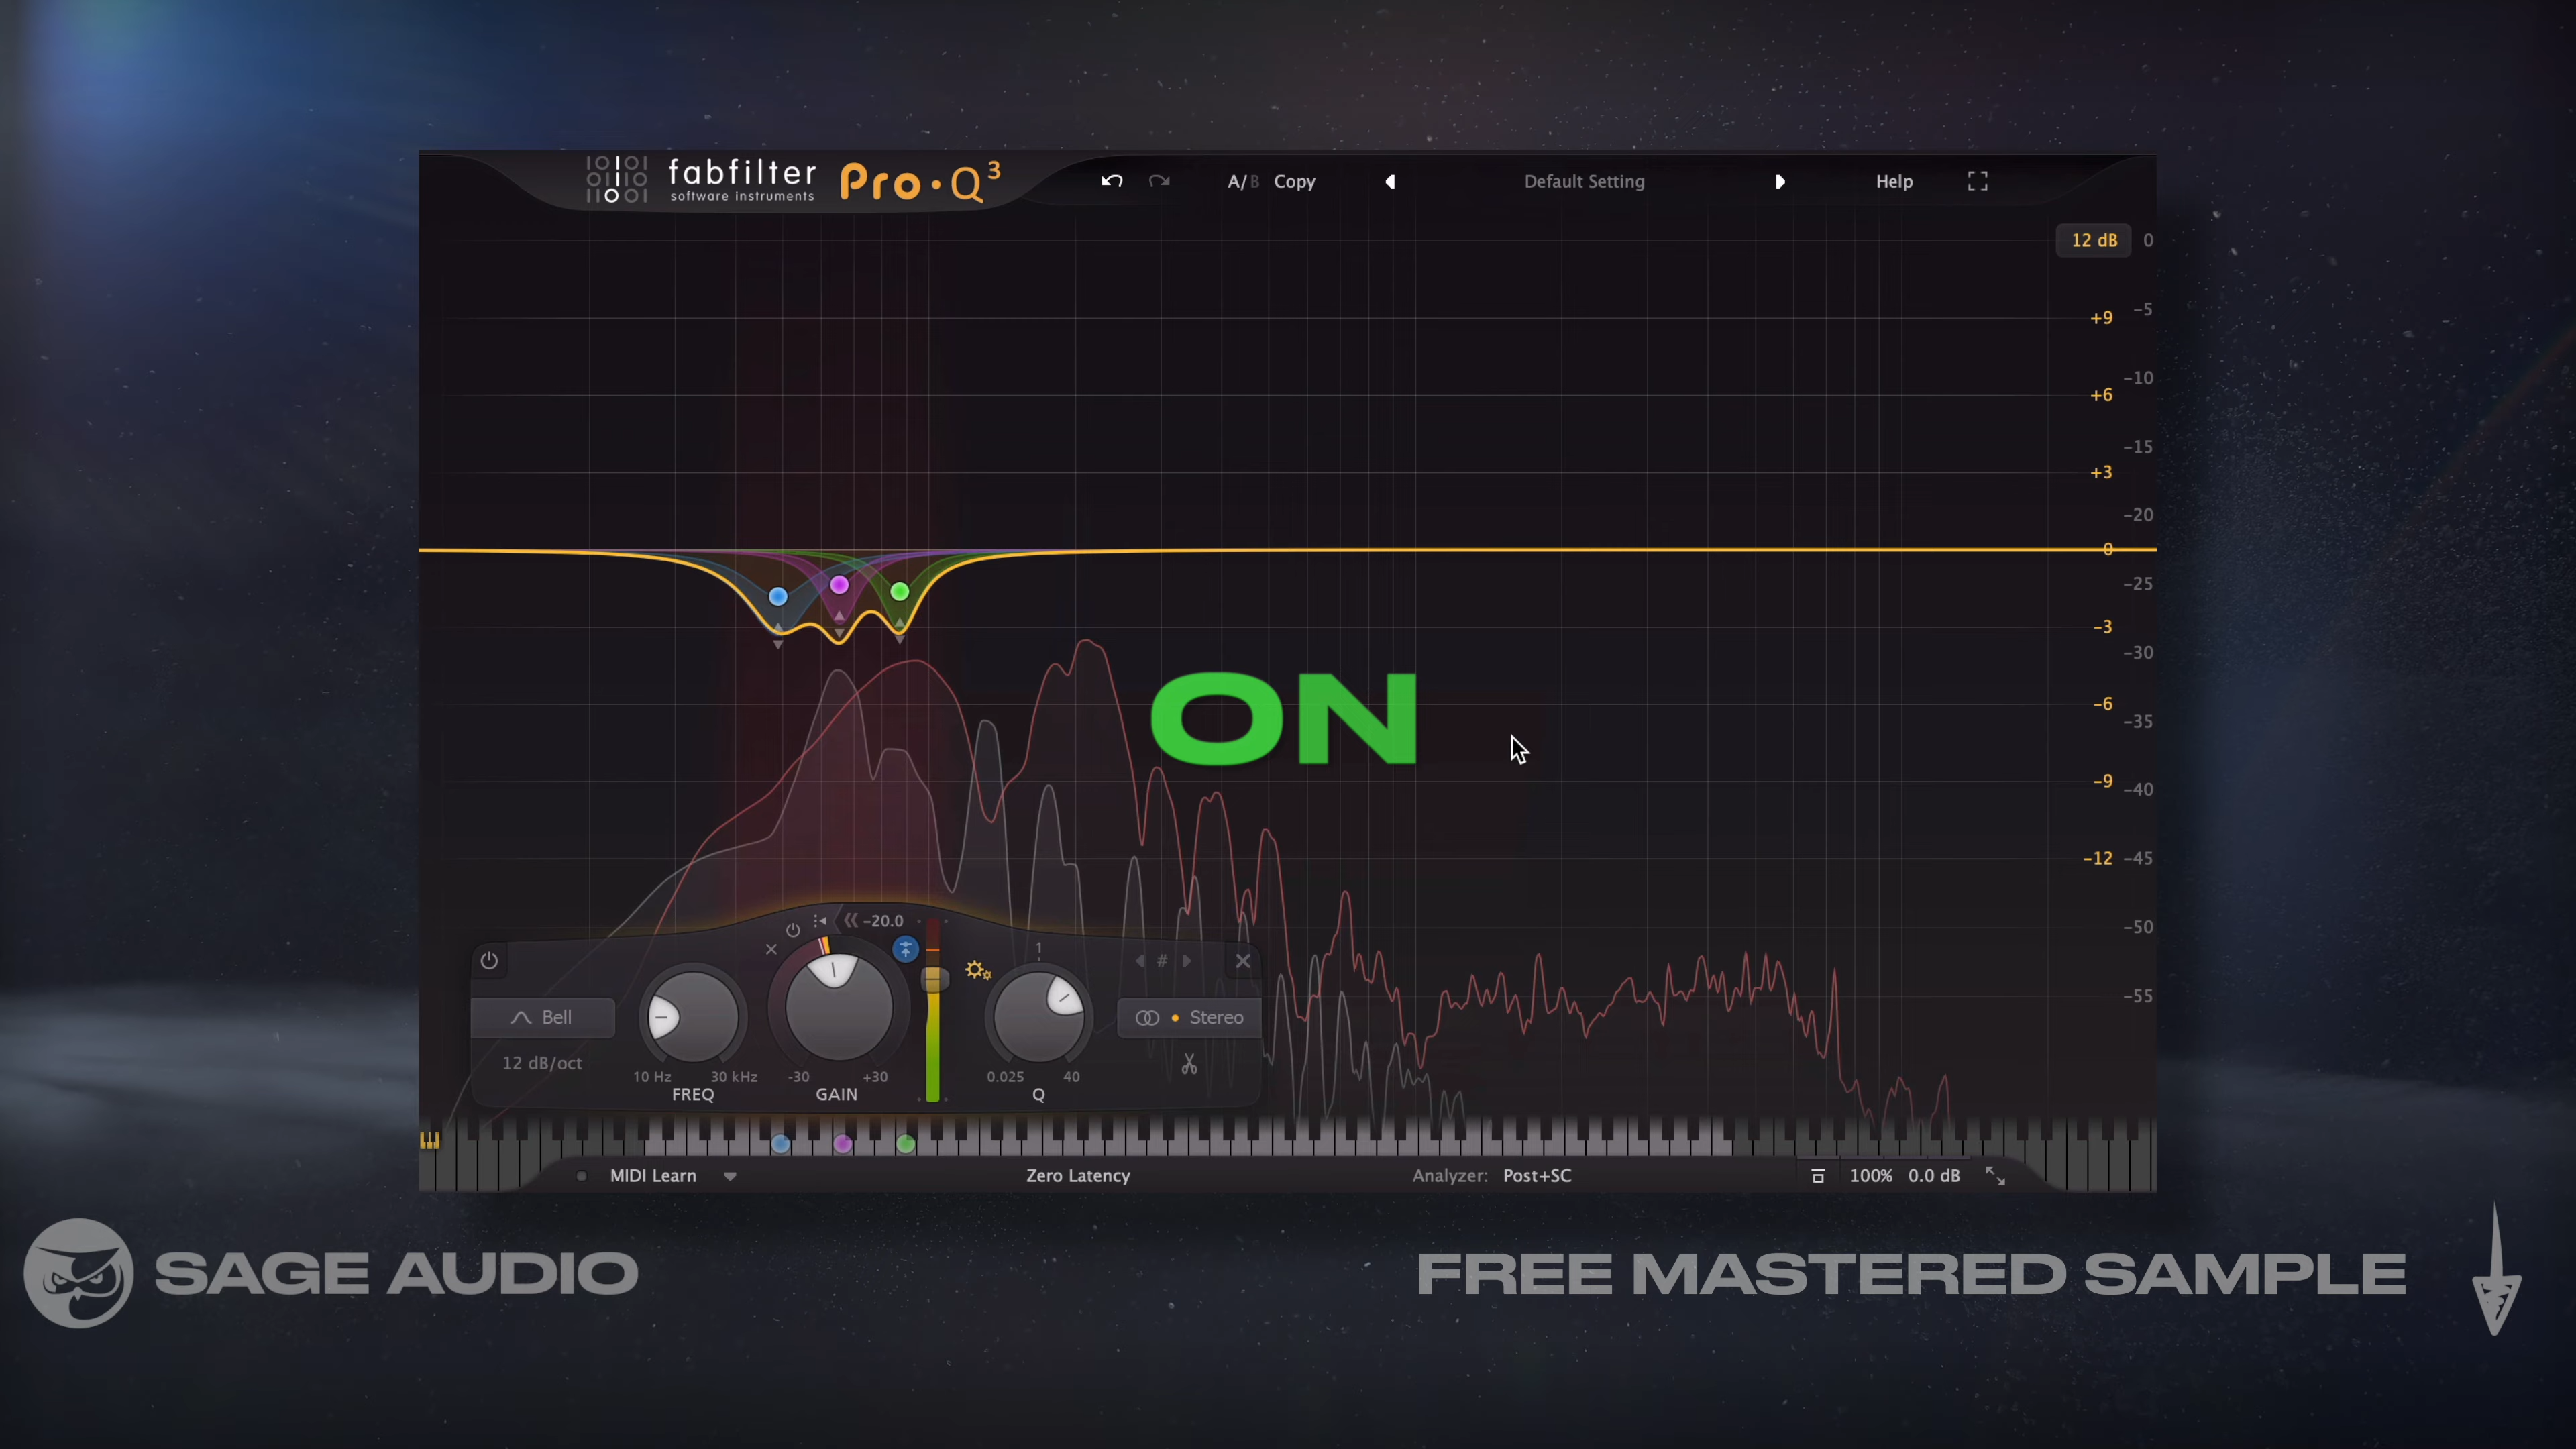 fabfilter
software instruments
Pro·Q3
A/B Copy
Default Setting
Help
12 dB 0
-5
+9
-10
+6
-15
+3
-20
0
-25
-3
-30
-6
-35
-9
-40
-12 -45
-50
-55
ON
-20.0
1
#
Bell
Stereo
12 dB/oct
10 Hz 30 kHz
FREQ
-30 +30
GAIN
0.025 40
Q
MIDI Learn
Zero Latency
Analyzer: Post+SC
100% 0.0 dB
SAGE AUDIO
FREE MASTERED SAMPLE